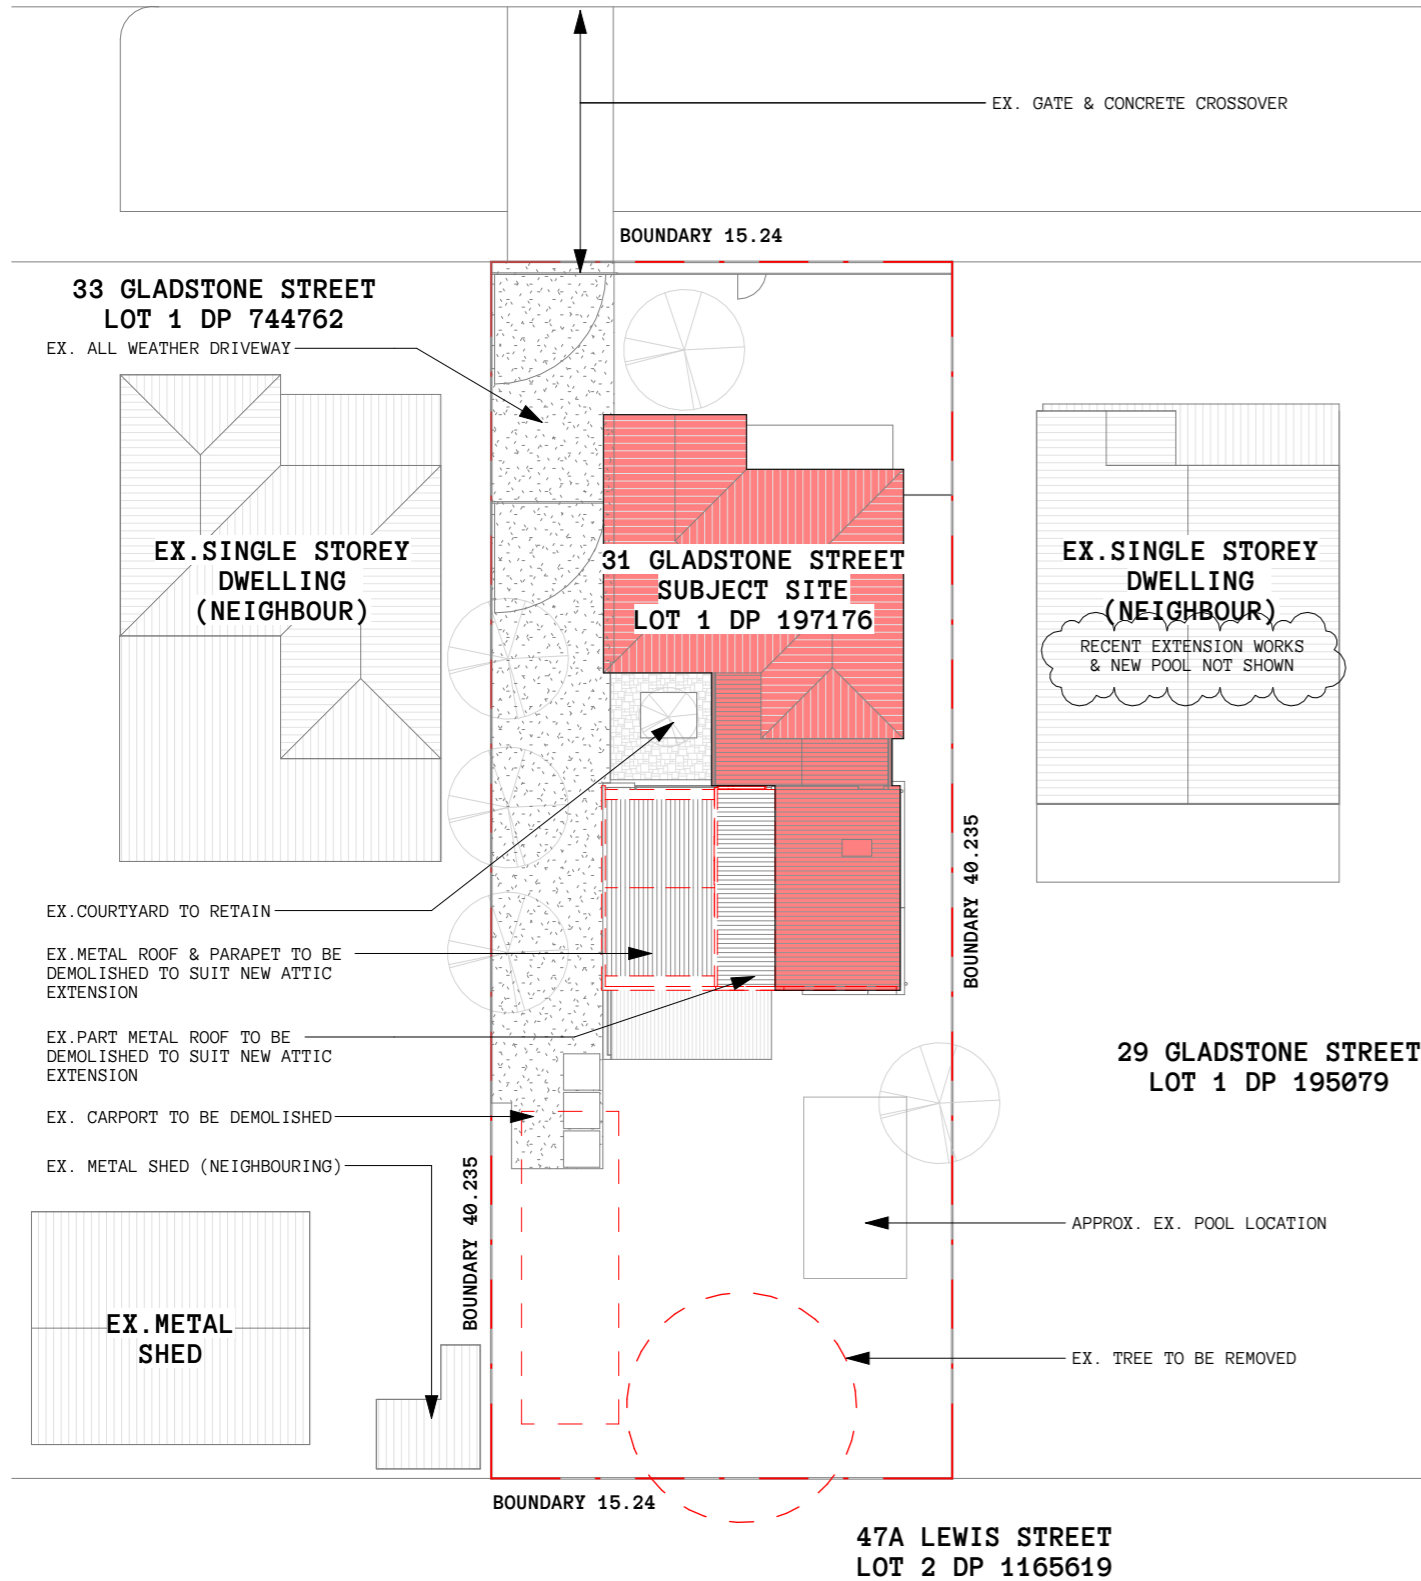 EX. GATE & CONCRETE CROSSOVER
BOUNDARY 15.24
33 GLADSTONE STREET
LOT 1 DP 744762
EX. ALL WEATHER DRIVEWAY
EX.SINGLE STOREY
DWELLING
(NEIGHBOUR)
31 GLADSTONE STREET
SUBJECT SITE
LOT 1 DP 197176
EX.SINGLE STOREY
DWELLING
(NEIGHBOUR)
RECENT EXTENSION WORKS
& NEW POOL NOT SHOWN
BOUNDARY 40.235
EX.COURTYARD TO RETAIN
EX.METAL ROOF & PARAPET TO BE
DEMOLISHED TO SUIT NEW ATTIC
EXTENSION
EX.PART METAL ROOF TO BE
DEMOLISHED TO SUIT NEW ATTIC
EXTENSION
29 GLADSTONE STREET
LOT 1 DP 195079
EX. CARPORT TO BE DEMOLISHED
EX. METAL SHED (NEIGHBOURING)
BOUNDARY 40.235
APPROX. EX. POOL LOCATION
EX.METAL
SHED
EX. TREE TO BE REMOVED
BOUNDARY 15.24
47A LEWIS STREET
LOT 2 DP 1165619